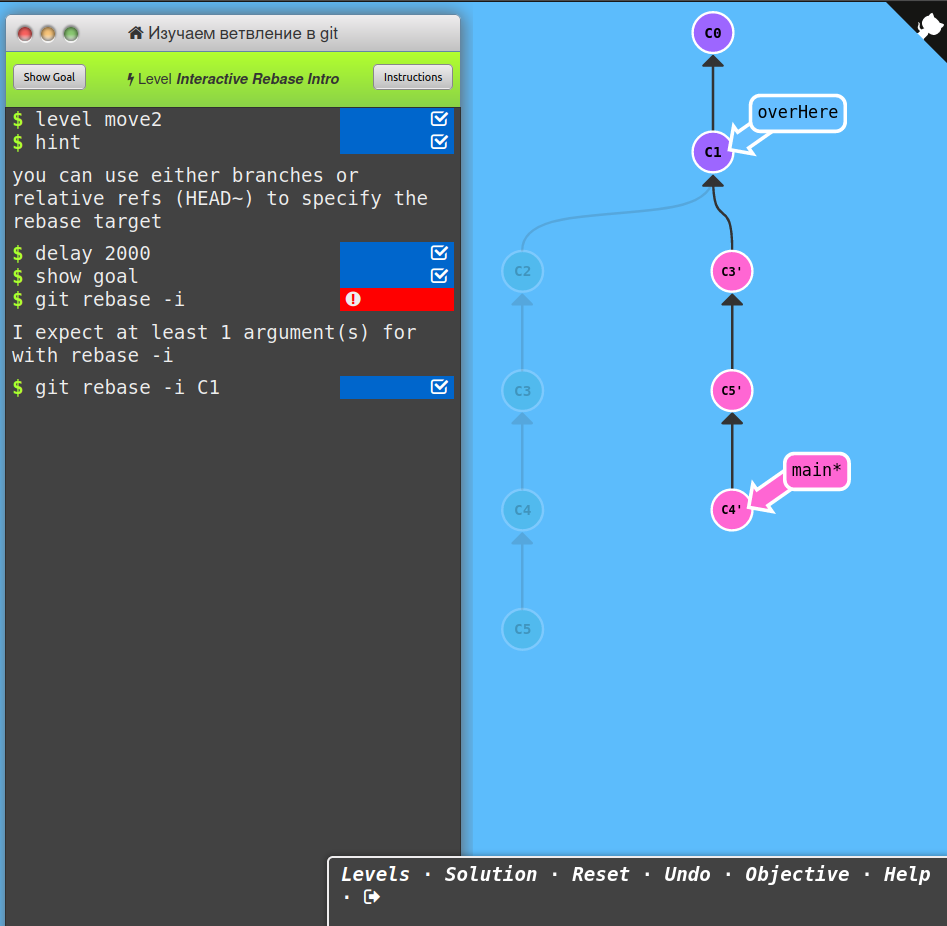 Изучаем ветвление в git
Show Goal
Level Interactive Rebase Intro
Instructions
$ level move2
$ hint
you can use either branches or
relative refs (HEAD~) to specify the
rebase target
$ delay 2000
$ show goal
$ git rebase -i
I expect at least 1 argument(s) for
with rebase -i
$ git rebase -i C1
C0
overHere
C1
C2
C3'
C3
C5'
main*
C4
C4'
C5
Levels · Solution · Reset · Undo · Objective · Help
·